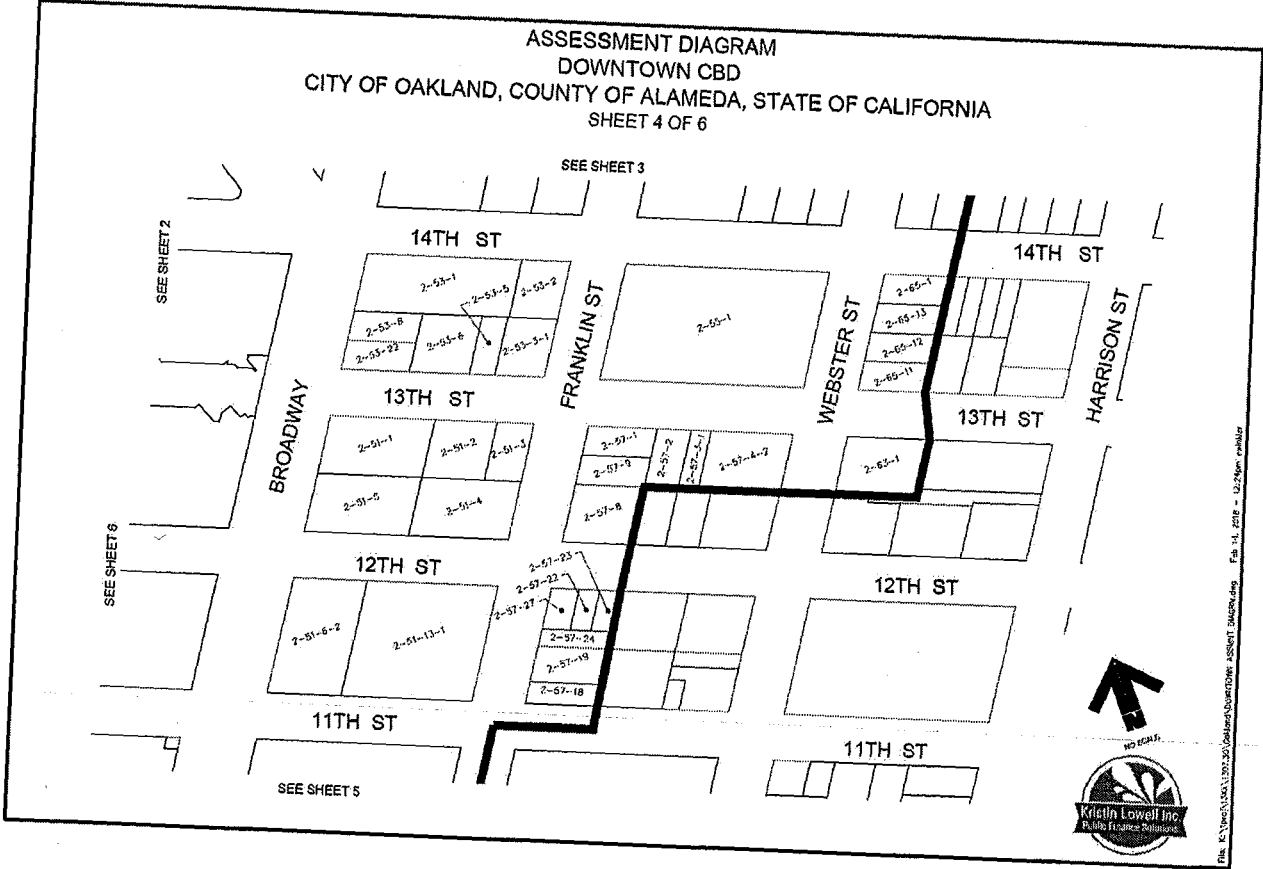 ASSESSMENT DIAGRAM
DOWNTOWN CBD
CITY OF OAKLAND, COUNTY OF ALAMEDA, STATE OF CALIFORNIA
SHEET 4 OF 6
SEE SHEET 3
SEE SHEET 2
14TH ST
14TH ST
2-53-1
2-53-5
2-53-2
2-53-8
2-53-22
2-53-6
2-53-3-1
FRANKLIN ST
2-55-1
WEBSTER ST
2-65-1
2-65-13
2-65-12
2-65-11
HARRISON ST
BROADWAY
13TH ST
13TH ST
2-51-1
2-51-2
2-51-3
2-51-5
2-51-4
2-57-1
2-57-9
2-57-2
2-57-3-1
2-57-4-2
2-57-8
2-63-1
SEE SHEET 6
12TH ST
12TH ST
2-57-23
2-57-22
2-57-27
2-57-24
2-57-19
2-57-18
2-51-6-2
2-51-13-1
11TH ST
11TH ST
SEE SHEET 5
N
Kristin Lowell Inc.
Public Finance Solutions